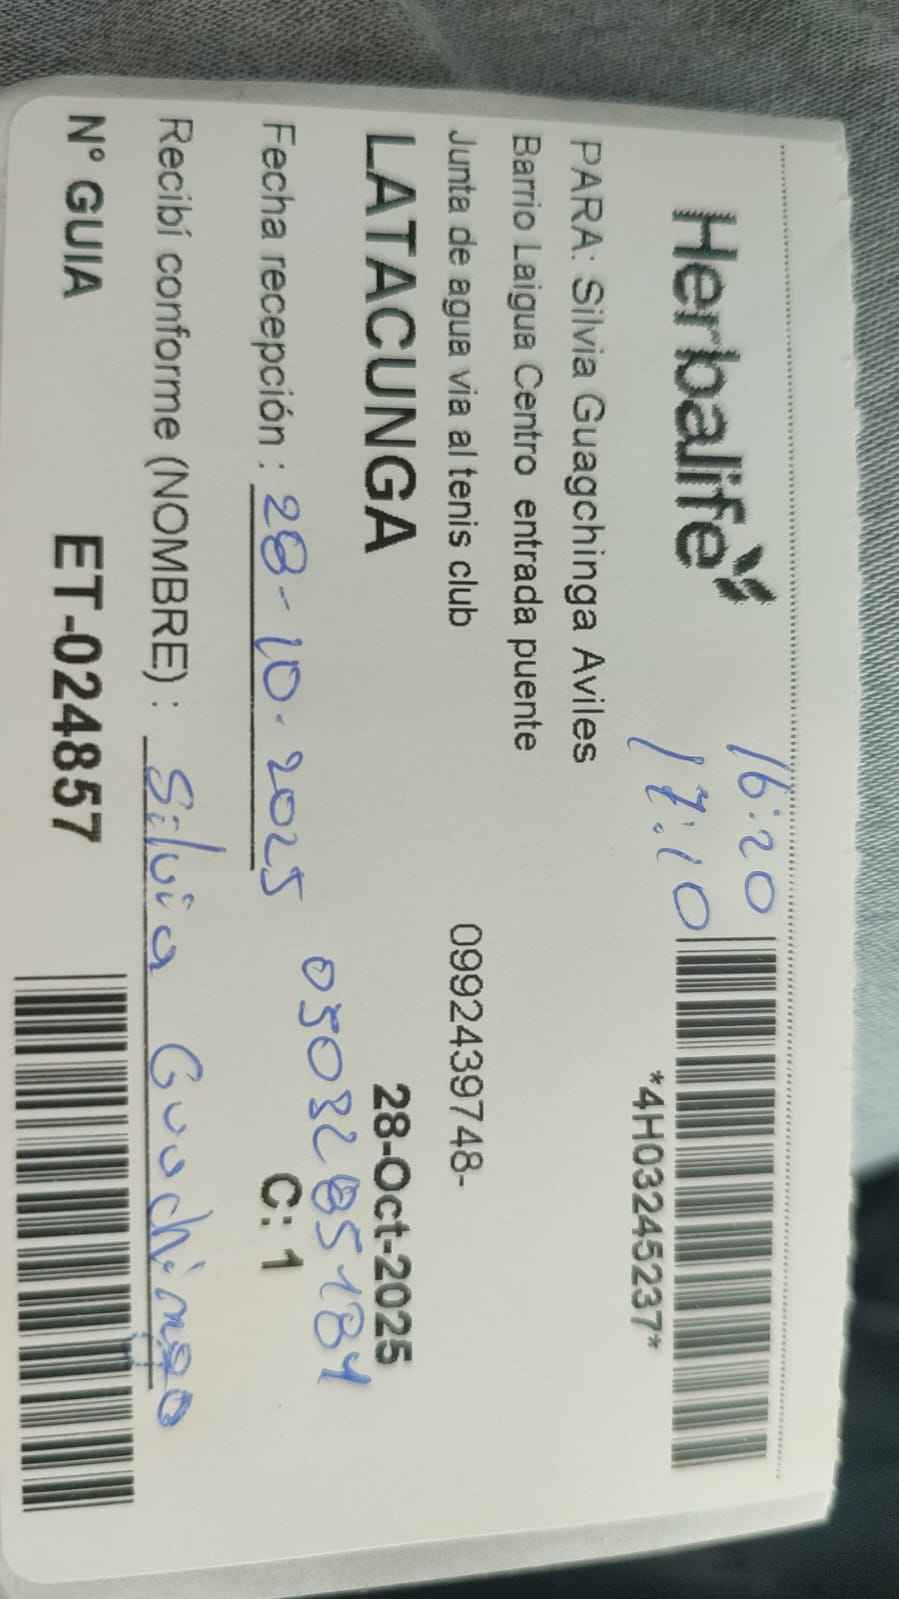 Herbalife
16:20
17:10
*4H03245237*
PARA: Silvia Guagchinga Aviles
Barrio Laigua Centro entrada puente
Junta de agua via al tenis club
0992439748-
LATACUNGA
28-Oct-2025
Fecha recepción : 28-10-2025
C: 1
Recibí conforme (NOMBRE) : Silvia
N° GUIA ET-024857